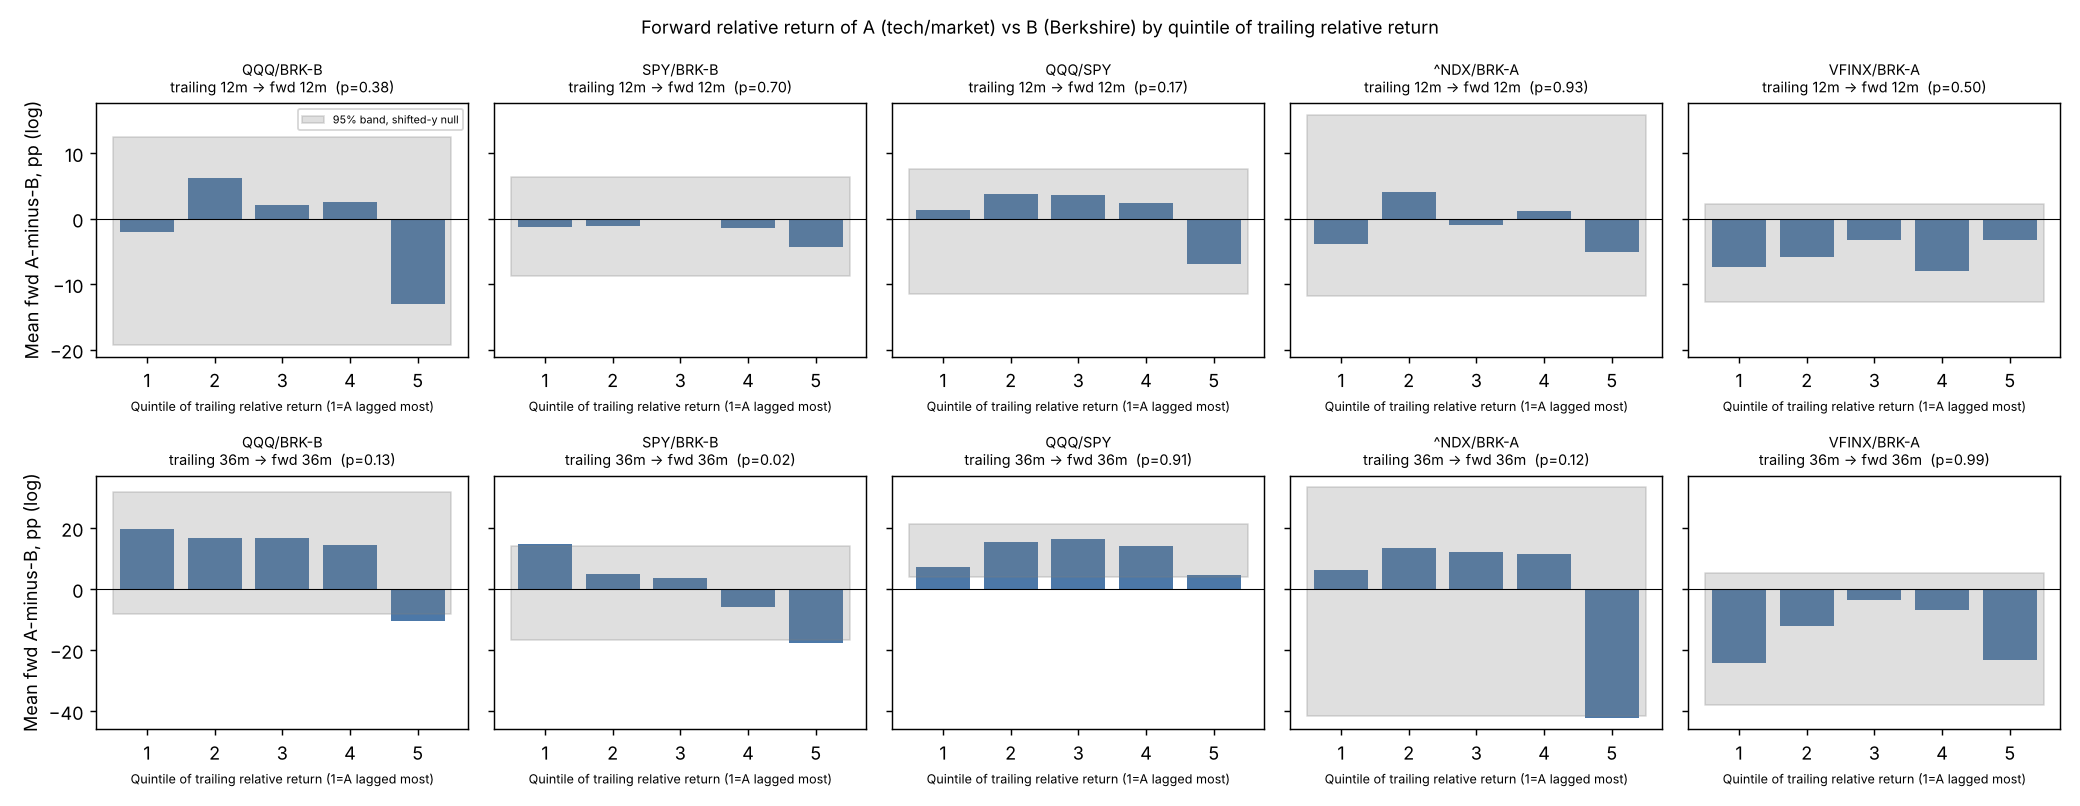 Forward relative return of A (tech/market) vs B (Berkshire) by quintile of trailing relative return
QQQ/BRK-B
trailing 12m → fwd 12m (p=0.38)
SPY/BRK-B
trailing 12m → fwd 12m (p=0.70)
QQQ/SPY
trailing 12m → fwd 12m (p=0.17)
^NDX/BRK-A
trailing 12m → fwd 12m (p=0.93)
VFINX/BRK-A
trailing 12m → fwd 12m (p=0.50)
95% band, shifted-y null
Mean fwd A-minus-B, pp (log)
10
0
−10
−20
1 2 3 4 5
1 2 3 4 5
1 2 3 4 5
1 2 3 4 5
1 2 3 4 5
Quintile of trailing relative return (1=A lagged most)
Quintile of trailing relative return (1=A lagged most)
Quintile of trailing relative return (1=A lagged most)
Quintile of trailing relative return (1=A lagged most)
Quintile of trailing relative return (1=A lagged most)
QQQ/BRK-B
trailing 36m → fwd 36m (p=0.13)
SPY/BRK-B
trailing 36m → fwd 36m (p=0.02)
QQQ/SPY
trailing 36m → fwd 36m (p=0.91)
^NDX/BRK-A
trailing 36m → fwd 36m (p=0.12)
VFINX/BRK-A
trailing 36m → fwd 36m (p=0.99)
Mean fwd A-minus-B, pp (log)
20
0
−20
−40
1 2 3 4 5
1 2 3 4 5
1 2 3 4 5
1 2 3 4 5
1 2 3 4 5
Quintile of trailing relative return (1=A lagged most)
Quintile of trailing relative return (1=A lagged most)
Quintile of trailing relative return (1=A lagged most)
Quintile of trailing relative return (1=A lagged most)
Quintile of trailing relative return (1=A lagged most)